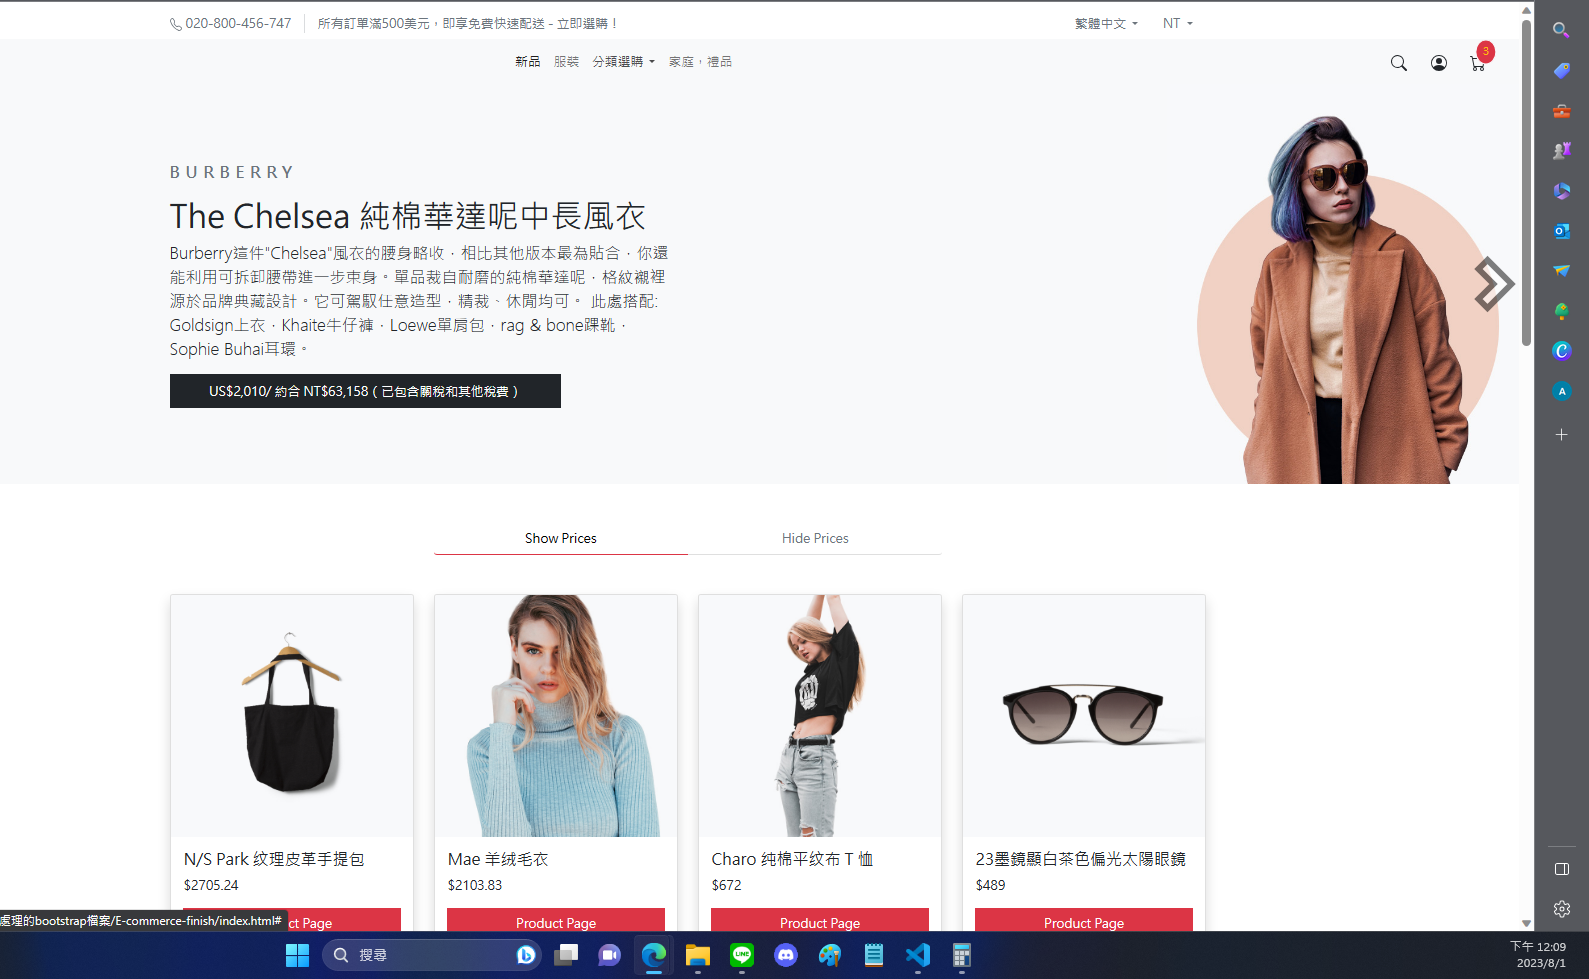 020-800-456-747 所有訂單滿500美元，即享免費快速配送 - 立即選購！ 繁體中文 NT
新品 服裝 分類選購 家庭，禮品
3
BURBERRY
The Chelsea 純棉華達呢中長風衣
Burberry這件"Chelsea"風衣的腰身略收，相比其他版本最為貼合，你還
能利用可拆卸腰帶進一步束身。單品裁自耐磨的純棉華達呢，格紋襯裡
源於品牌典藏設計。它可駕馭任意造型，精裁、休閒均可。 此處搭配:
Goldsign上衣，Khaite牛仔褲，Loewe單肩包，rag & bone踝靴，
Sophie Buhai耳環。
US$2,010/ 約合 NT$63,158 ( 已包含關稅和其他稅費 )
Show Prices Hide Prices
N/S Park 纹理皮革手提包
$2705.24
Mae 羊绒毛衣
$2103.83
Product Page
Charo 纯棉平纹布 T 恤
$672
Product Page
23墨鏡顯白茶色偏光太陽眼鏡
$489
Product Page
ct Page
處理的bootstrap檔案/E-commerce-finish/index.html#
搜尋
LINE
下午 12:09
2023/8/1
A